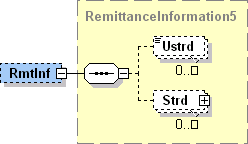 RemittanceInformation5
Ustrd
0..□
RmtInf
Strd
0..□